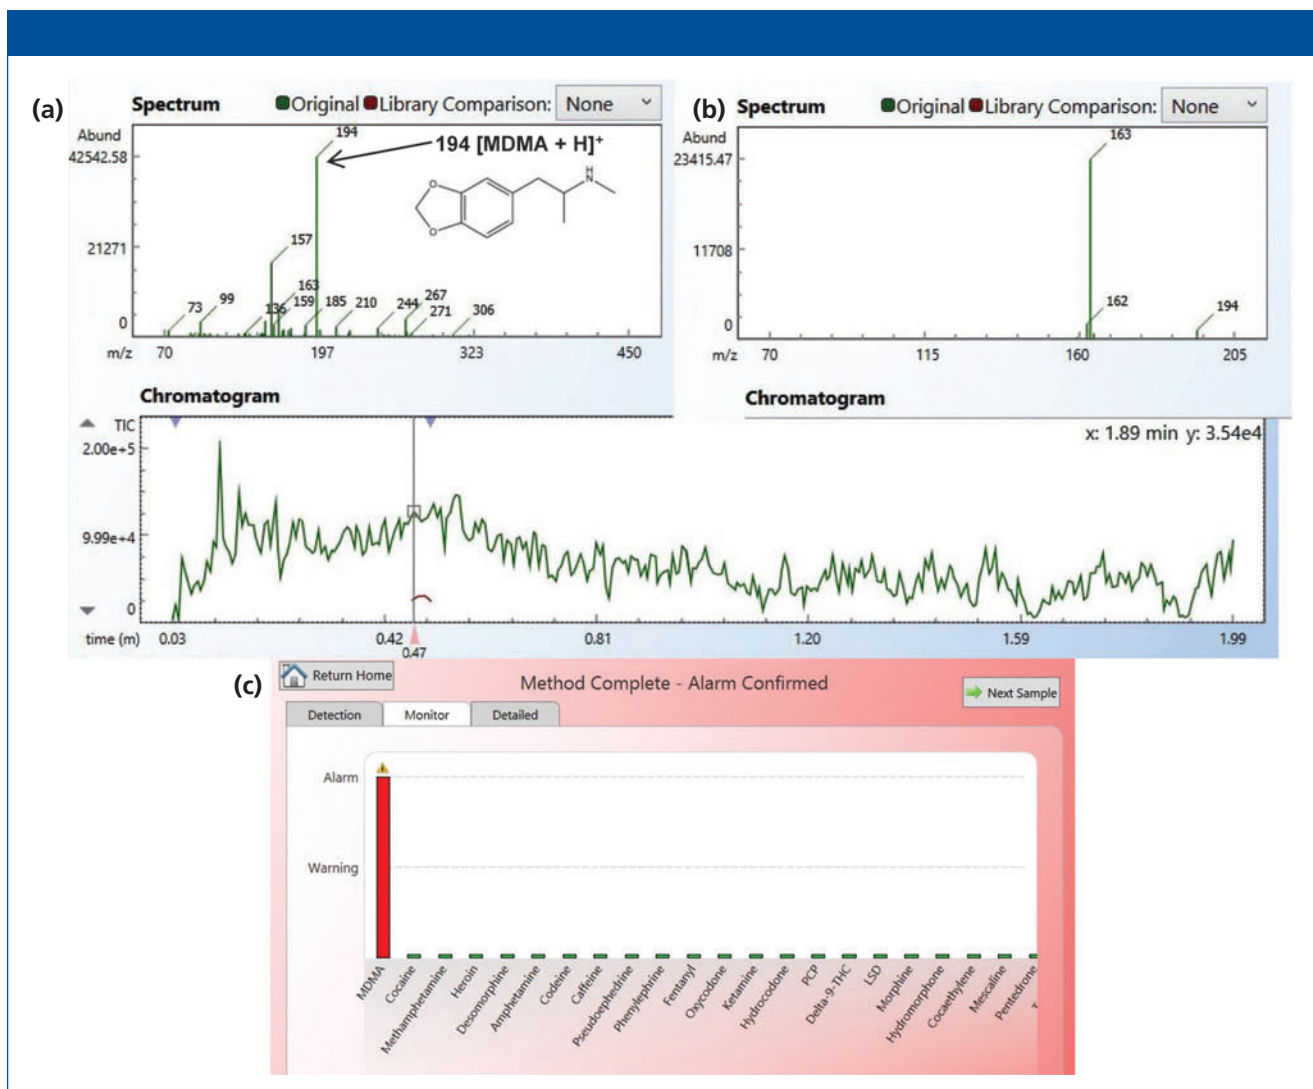 (a)
Spectrum
Original Library Comparison: None
Abund
42542.58
21271
0
194
194 [MDMA + H]+
H
N
O
O
157
163
73 99 136 159 185 210 244 267
271 306
m/z 70 197 323 450
(b)
Spectrum
Original Library Comparison: None
Abund
23415.47
11708
0
163
162
194
m/z 70 115 160 205
Chromatogram
Chromatogram
TIC
2.00e+5
9.99e+4
0
x: 1.89 min y: 3.54e4
time (m) 0.03 0.42 0.81 1.20 1.59 1.99
0.47
(c)
Return Home
Method Complete - Alarm Confirmed
Next Sample
Detection Monitor Detailed
Alarm
Warning
MDMA
Cocaine
Methamphetamine
Heroin
Desomorphine
Amphetamine
Codeine
Caffeine
Pseudoephedrine
Phenylephrine
Fentanyl
Oxycodone
Ketamine
Hydrocodone
PCP
Delta-9-THC
LSD
Morphine
Hydromorphone
Cocaethylene
Mescaline
Pentedrone